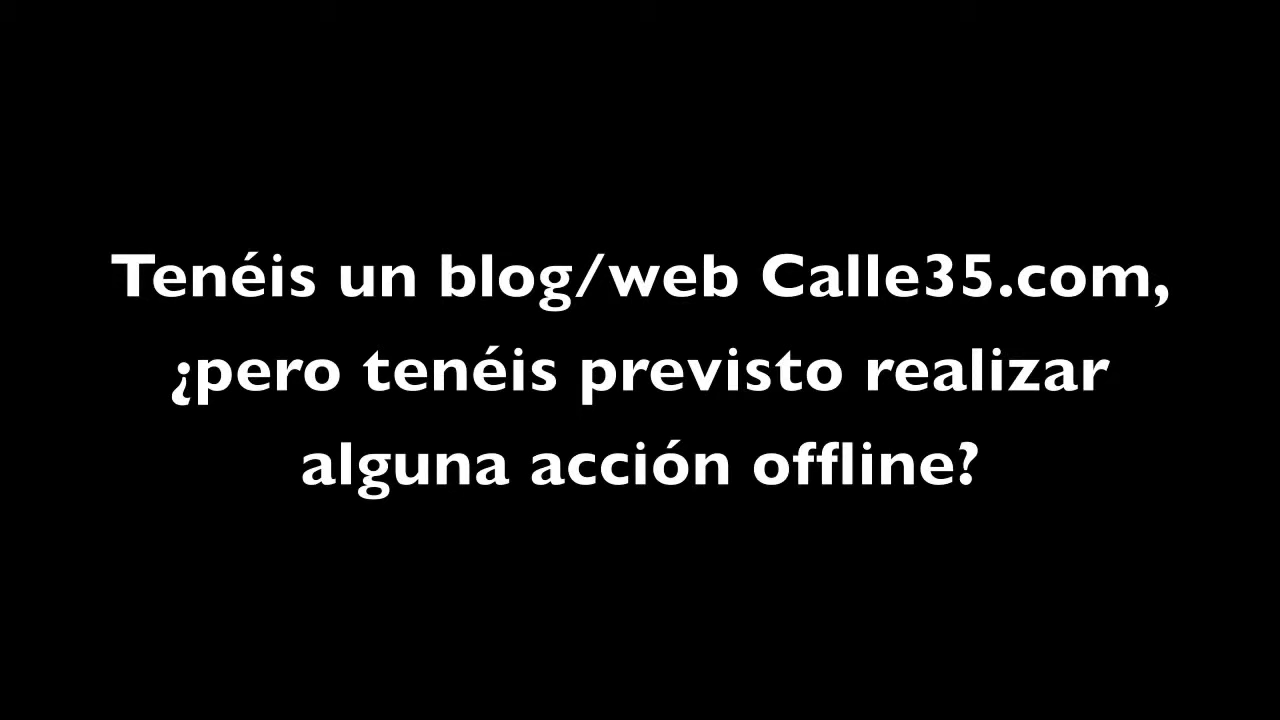 Tenéis un blog/web Calle35.com,
¿pero tenéis previsto realizar
alguna acción offline?